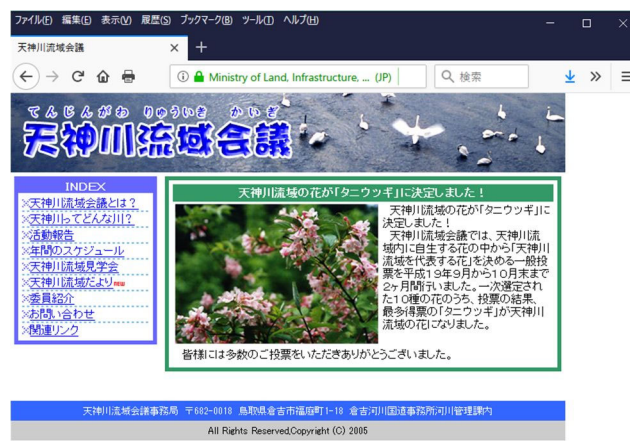 ファイル(F) 編集(E) 表示(V) 履歴(S) ブックマーク(B) ツール(T) ヘルプ(H)
天神川流域会議
Ministry of Land, Infrastructure, ... (JP)
検索
てんじんがわ りゅういき かいぎ
天神川流域会議
INDEX
天神川流域会議とは？
天神川ってどんな川？
活動報告
年間のスケジュール
天神川流域見学会
天神川流域だより NEW
委員紹介
お問い合わせ
関連リンク
天神川流域の花が「タニウツギ」に決定しました！
天神川流域の花が「タニウツギ」に
決定しました！
天神川流域会議では、天神川流
域内に自生する花の中から「天神川
流域を代表する花」を決める一般投
票を平成19年9月から10月末まで
2ヶ月間行いました。一次選定され
た10種の花のうち、投票の結果、
最多得票の「タニウツギ」が天神川
流域の花になりました。
皆様には多数のご投票をいただきありがとうございました。
天神川流域会議事務局 〒682-0018 鳥取県倉吉市福庭町1-18 倉吉河川国道事務所河川管理課内
All Rights Reserved,Copyright (C) 2005